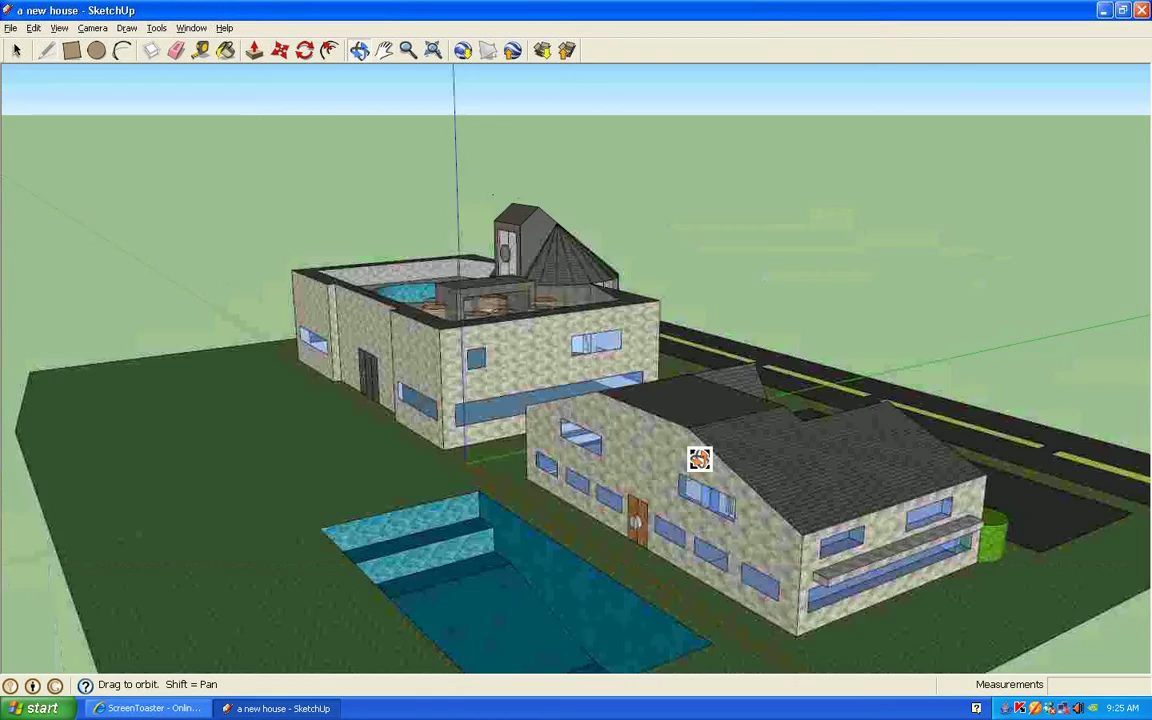 a new house - SketchUp
File Edit View Camera Draw Tools Window Help
Drag to orbit. Shift = Pan
Measurements
start
ScreenToaster - Onlin...
a new house - SketchUp
9:25 AM